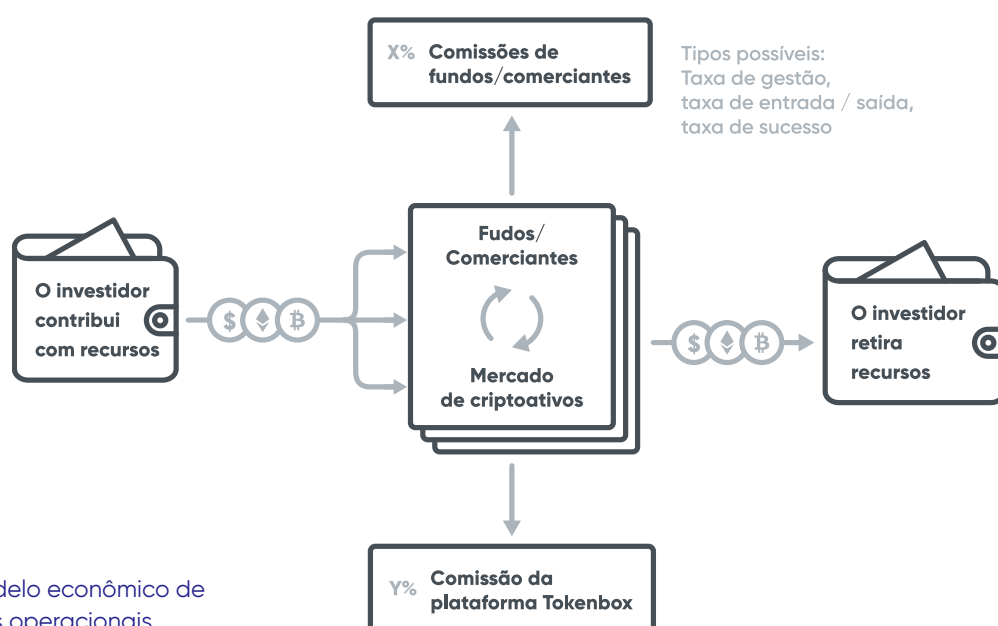 X% Comissões de
fundos/comerciantes
Tipos possíveis:
Taxa de gestão,
taxa de entrada / saída,
taxa de sucesso
O investidor
contribui
com recursos
$
Fudos/
Comerciantes
Mercado
de criptoativos
$
O investidor
retira
recursos
Y% Comissão da
plataforma Tokenbox
delo econômico de
s operacionais